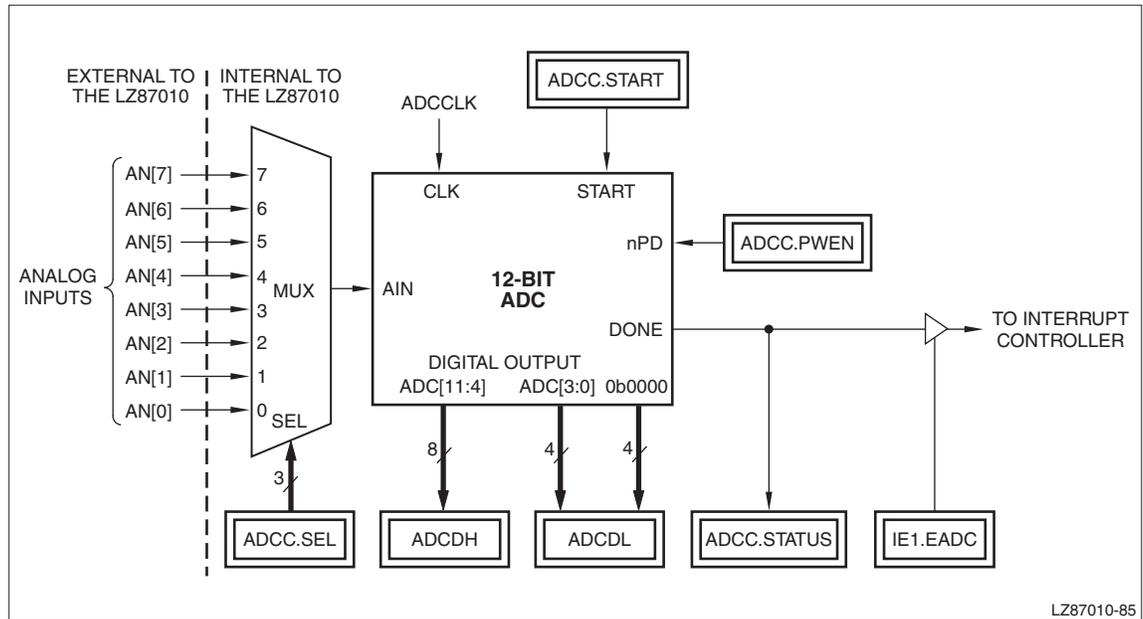 EXTERNAL TO
THE LZ87010
INTERNAL TO
THE LZ87010
ADCC.START
ADCCLK
AN[7]
AN[6]
AN[5]
AN[4]
AN[3]
AN[2]
AN[1]
AN[0]
ANALOG
INPUTS
7
6
5
4
3
2
1
0
MUX
SEL
CLK
START
nPD
ADCC.PWEN
AIN
12-BIT
ADC
DONE
TO INTERRUPT
CONTROLLER
DIGITAL OUTPUT
ADC[11:4]
ADC[3:0]
0b0000
3
8
4
4
ADCC.SEL
ADCDH
ADCDL
ADCC.STATUS
IE1.EADC
LZ87010-85